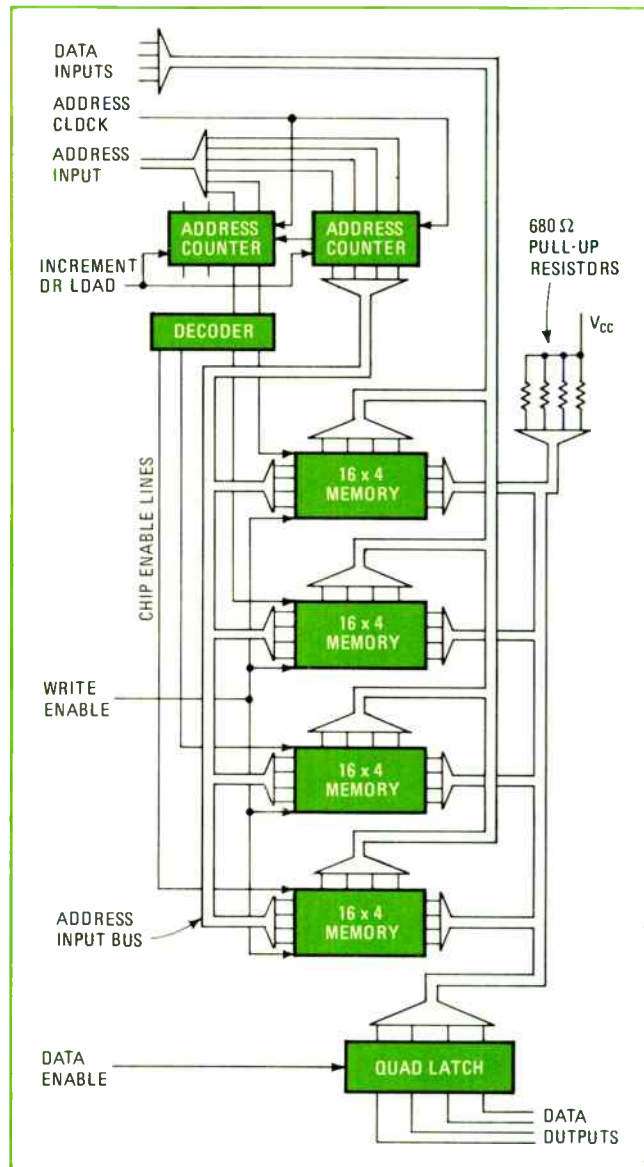 DATA
INPUTS
ADDRESS
CLOCK
ADDRESS
INPUT
ADDRESS
COUNTER
ADDRESS
COUNTER
INCREMENT
OR LOAD
680 Ω
PULL-UP
RESISTORS
VCC
DECODER
CHIP ENABLE LINES
16 x 4
MEMORY
16 x 4
MEMORY
WRITE
ENABLE
16 x 4
MEMORY
16 x 4
MEMORY
ADDRESS
INPUT BUS
DATA
ENABLE
QUAD LATCH
DATA
OUTPUTS